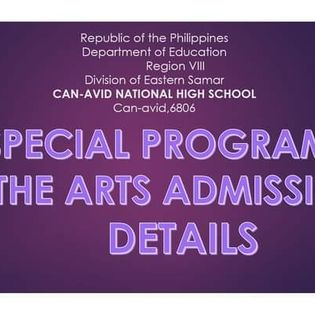 Republic of the Philippines
Department of Education
Region VIII
Division of Eastern Samar
CAN-AVID NATIONAL HIGH SCHOOL
Can-avid,6806
SPECIAL PROGRAM
THE ARTS ADMISSI
DETAILS